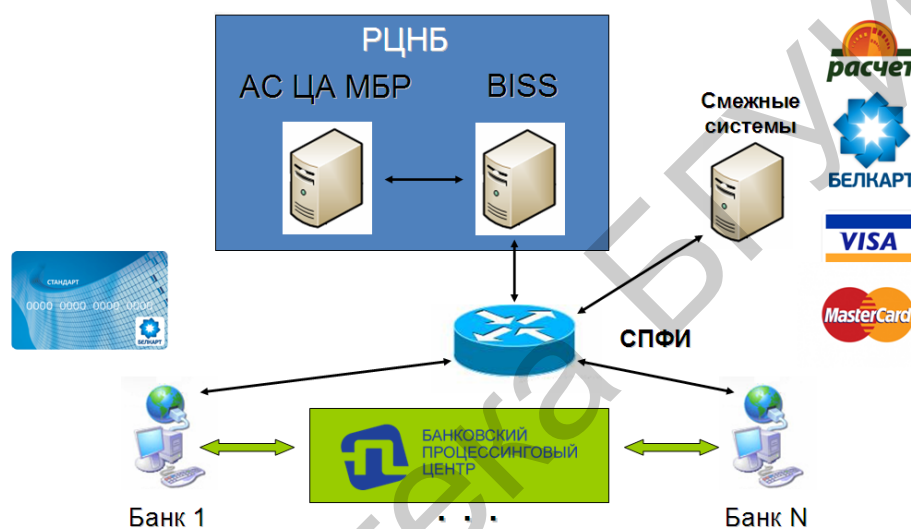 РЦНБ
АС ЦА МБР
BISS
Смежные
системы
расчет
БЕЛКАРТ
VISA
MasterCard
СТАНДАРТ
0000 0000 0000 0000
БЕЛКАРТ
СПФИ
БАНКОВСКИЙ
ПРОЦЕССИНГОВЫЙ
ЦЕНТР
Банк 1
. . .
Банк N